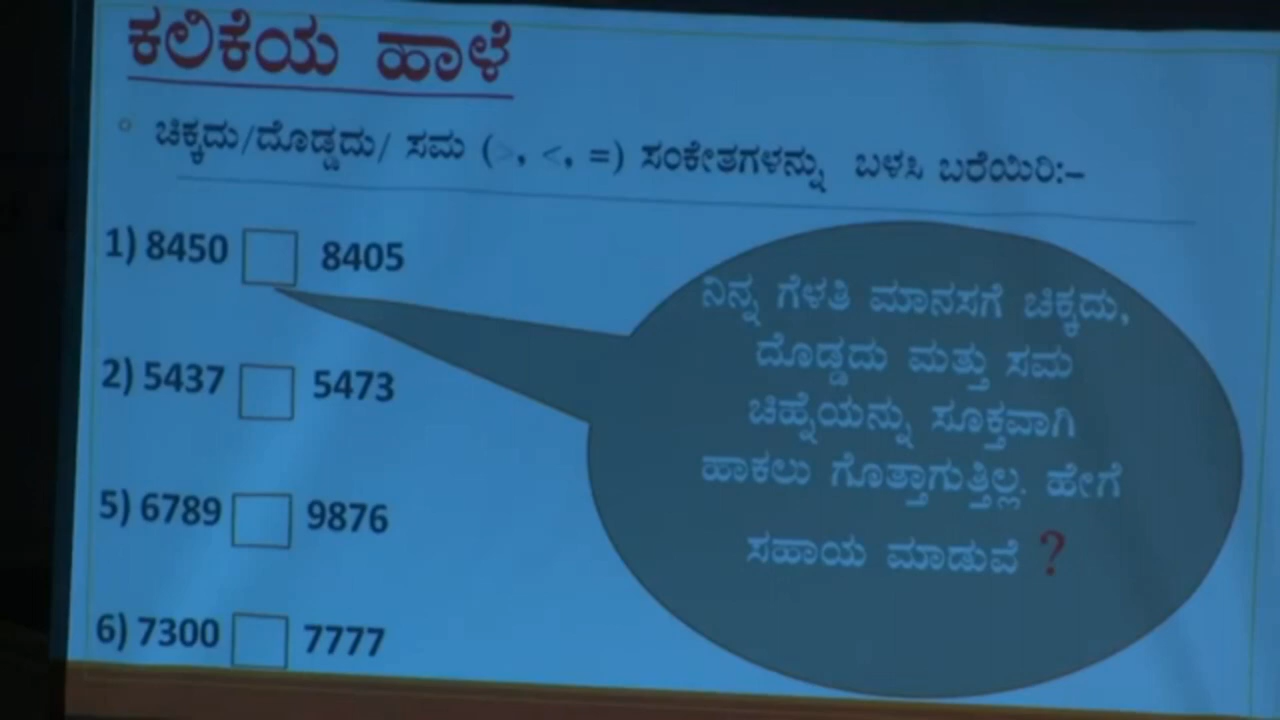 ಕಲಿಕೆಯ ಹಾಳೆ
ಚಿಕ್ಕದು/ದೊಡ್ಡದು/ ಸಮ (>, <, =) ಸಂಕೇತಗಳನ್ನು ಬಳಸಿ ಬರೆಯಿರಿ:–
1) 8450 8405
2) 5437 5473
5) 6789 9876
6) 7300 7777
ನಿನ್ನ ಗೆಳತಿ ಮಾನಸಗೆ ಚಿಕ್ಕದು,
ದೊಡ್ಡದು ಮತ್ತು ಸಮ
ಚಿಹ್ನೆಯನ್ನು ಸೂಕ್ತವಾಗಿ
ಹಾಕಲು ಗೊತ್ತಾಗುತ್ತಿಲ್ಲ. ಹೇಗೆ
ಸಹಾಯ ಮಾಡುವೆ ?